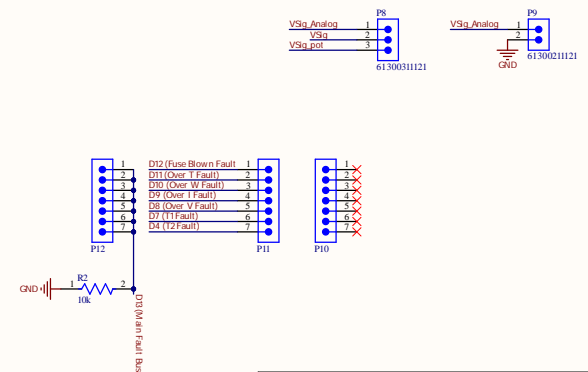 P8
P9
VSig_Analog 1
VSig 2
VSig_pot 3
61300311121
VSig_Analog 1
2
GND
61300211121
1
2
3
4
5
6
7
P12
D12 (Fuse Blown Fault 1
D11 (Over T Fault) 2
D10 (Over W Fault) 3
D9 (Over I Fault) 4
D8 (Over V Fault) 5
D7 (T1 Fault) 6
D4 (T2 Fault) 7
P11
1
2
3
4
5
6
7
P10
GND 1 R2 2
10k
D13 (Main Fault Bus